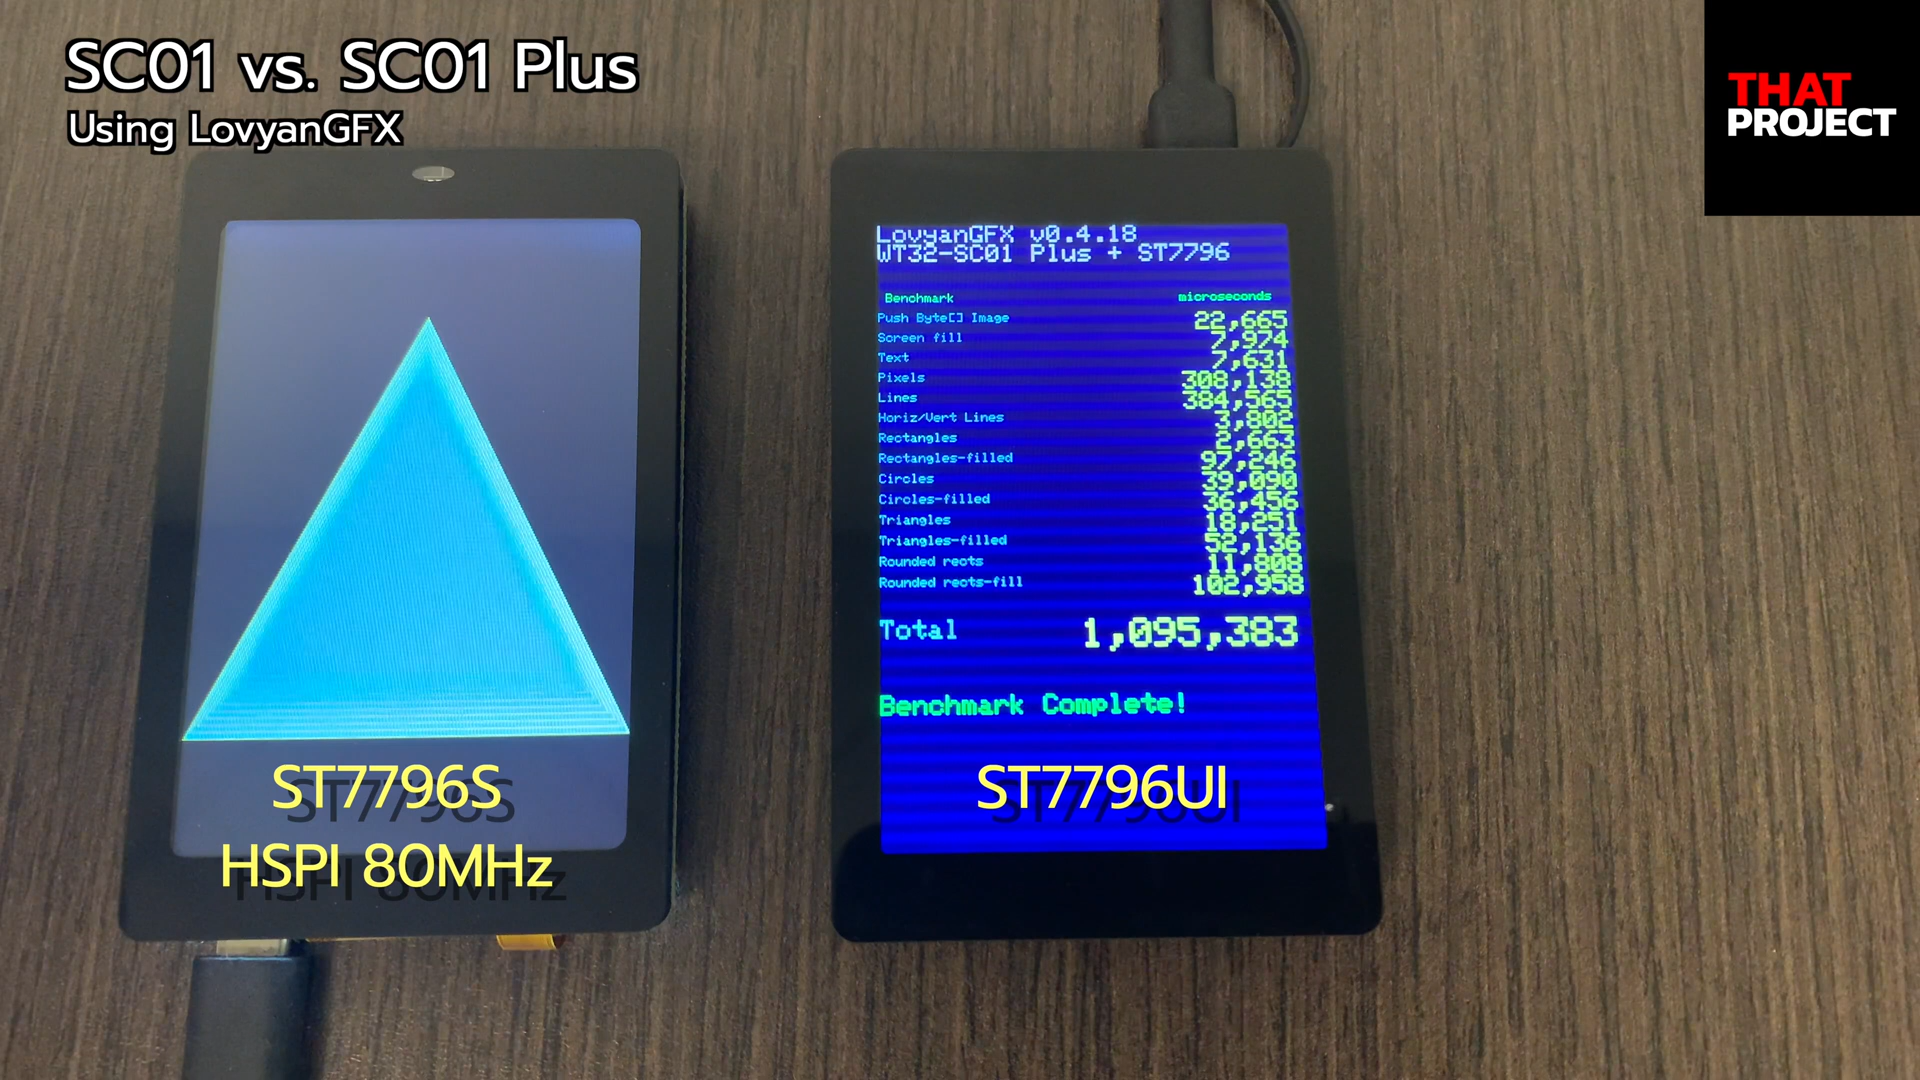 SC01 vs. SC01 Plus
Using LovyanGFX
THAT
PROJECT
LovyanGFX v0.4.18
WT32-SC01 Plus + ST7796
Benchmark microseconds
Push Byte[] Image 22,665
Screen fill 7,974
Text 7,631
Pixels 308,138
Lines 384,565
Horiz/Vert Lines 3,802
Rectangles 2,663
Rectangles-filled 97,246
Circles 39,090
Circles-filled 36,456
Triangles 18,251
Triangles-filled 52,136
Rounded rects 11,808
Rounded rects-fill 102,958
Total 1,095,383
Benchmark Complete!
ST7796S
HSPI 80MHz
ST7796UI